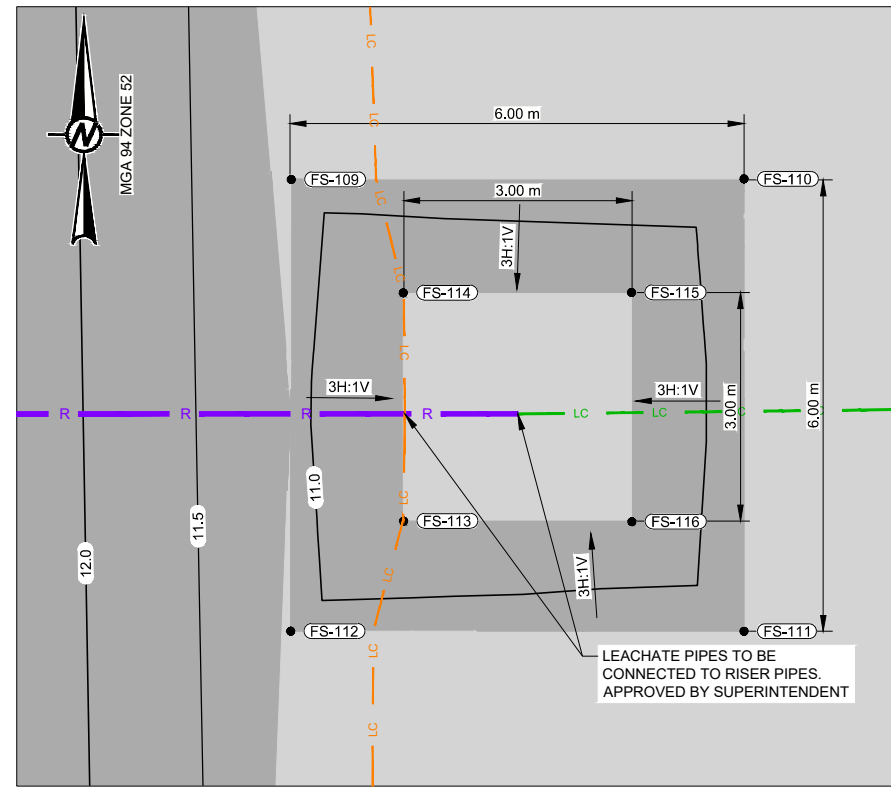 LC
6.00 m
N
MGA 94 ZONE 52
LC
FS-109
LC
FS-110
3.00 m
3H:1V
LC
FS-114
FS-115
LC
3H:1V
3H:1V
R
R
R
R
LC
LC
LC
3.00 m
6.00 m
11.0
LC
11.5
FS-113
FS-116
12.0
LC
3H:1V
FS-112
FS-111
LC
LEACHATE PIPES TO BE
CONNECTED TO RISER PIPES.
APPROVED BY SUPERINTENDENT
LC